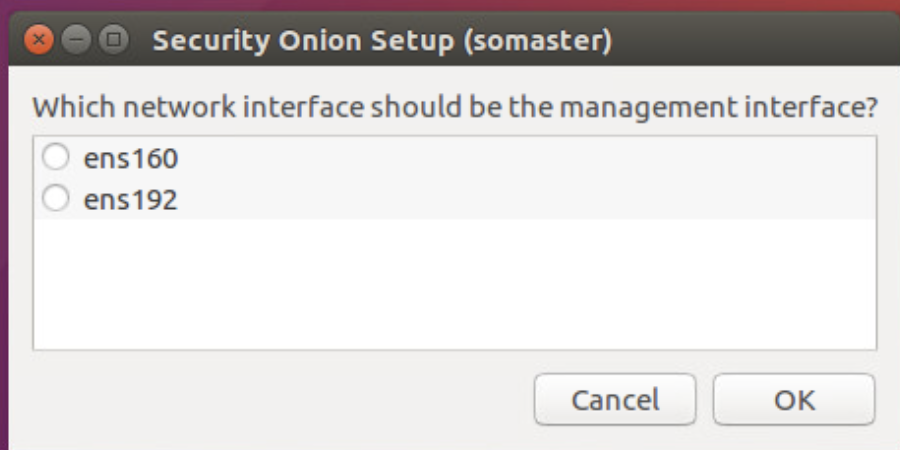 Security Onion Setup (somaster)
Which network interface should be the management interface?
ens160
ens192
Cancel OK